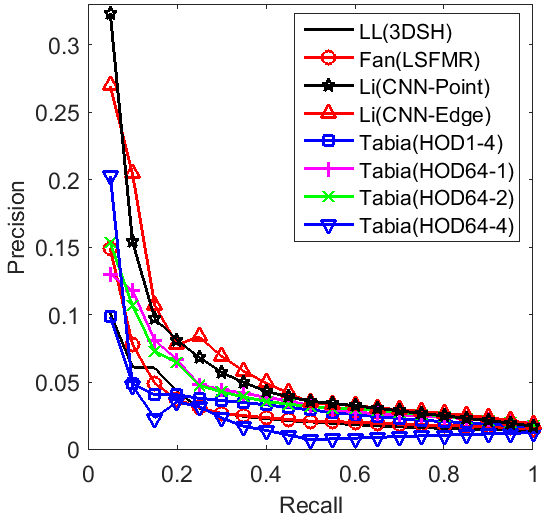 LL(3DSH)
Fan(LSFMR)
Li(CNN-Point)
Li(CNN-Edge)
Tabia(HOD1-4)
Tabia(HOD64-1)
Tabia(HOD64-2)
Tabia(HOD64-4)
Precision
0.3
0.25
0.2
0.15
0.1
0.05
0
0 0.2 0.4 0.6 0.8 1
Recall